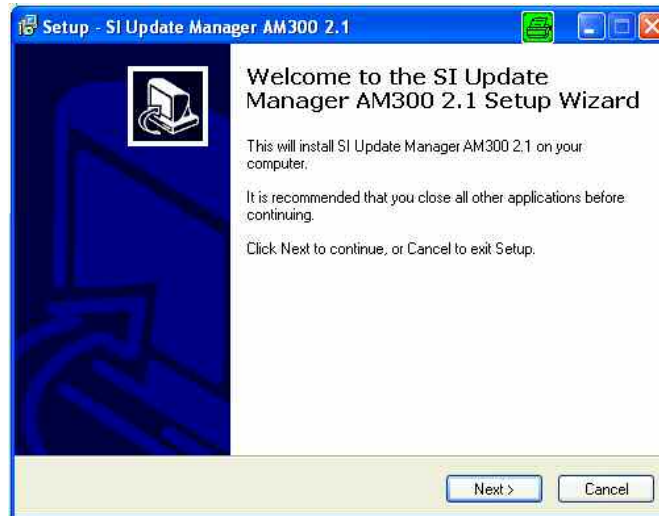 Setup - SI Update Manager AM300 2.1
Welcome to the SI Update
Manager AM300 2.1 Setup Wizard
This will install SI Update Manager AM300 2.1 on your
computer.
It is recommended that you close all other applications before
continuing.
Click Next to continue, or Cancel to exit Setup.
Next >
Cancel